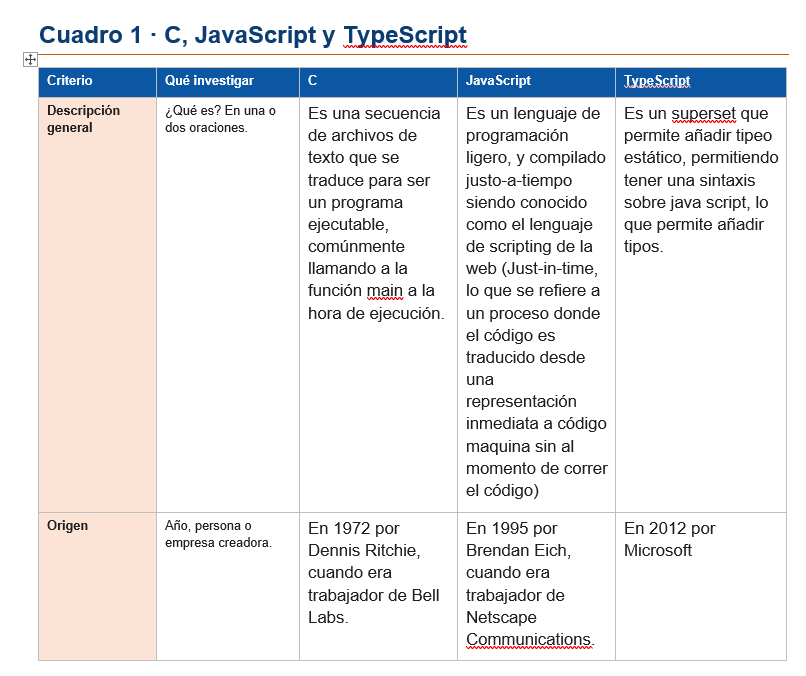 Cuadro 1 · C, JavaScript y TypeScript
Criterio
Qué investigar
C
JavaScript
TypeScript
Descripción
general
¿Qué es? En una o
dos oraciones.
Es una secuencia
de archivos de
texto que se
traduce para ser
un programa
ejecutable,
comúnmente
llamando a la
función main a la
hora de ejecución.
Es un lenguaje de
programación
ligero, y compilado
justo-a-tiempo
siendo conocido
como el lenguaje
de scripting de la
web (Just-in-time,
lo que se refiere a
un proceso donde
el código es
traducido desde
una
representación
inmediata a código
maquina sin al
momento de correr
el código)
Es un superset que
permite añadir tipeo
estático, permitiendo
tener una sintaxis
sobre java script, lo
que permite añadir
tipos.
Origen
Año, persona o
empresa creadora.
En 1972 por
Dennis Ritchie,
cuando era
trabajador de Bell
Labs.
En 1995 por
Brendan Eich,
cuando era
trabajador de
Netscape
Communications.
En 2012 por
Microsoft